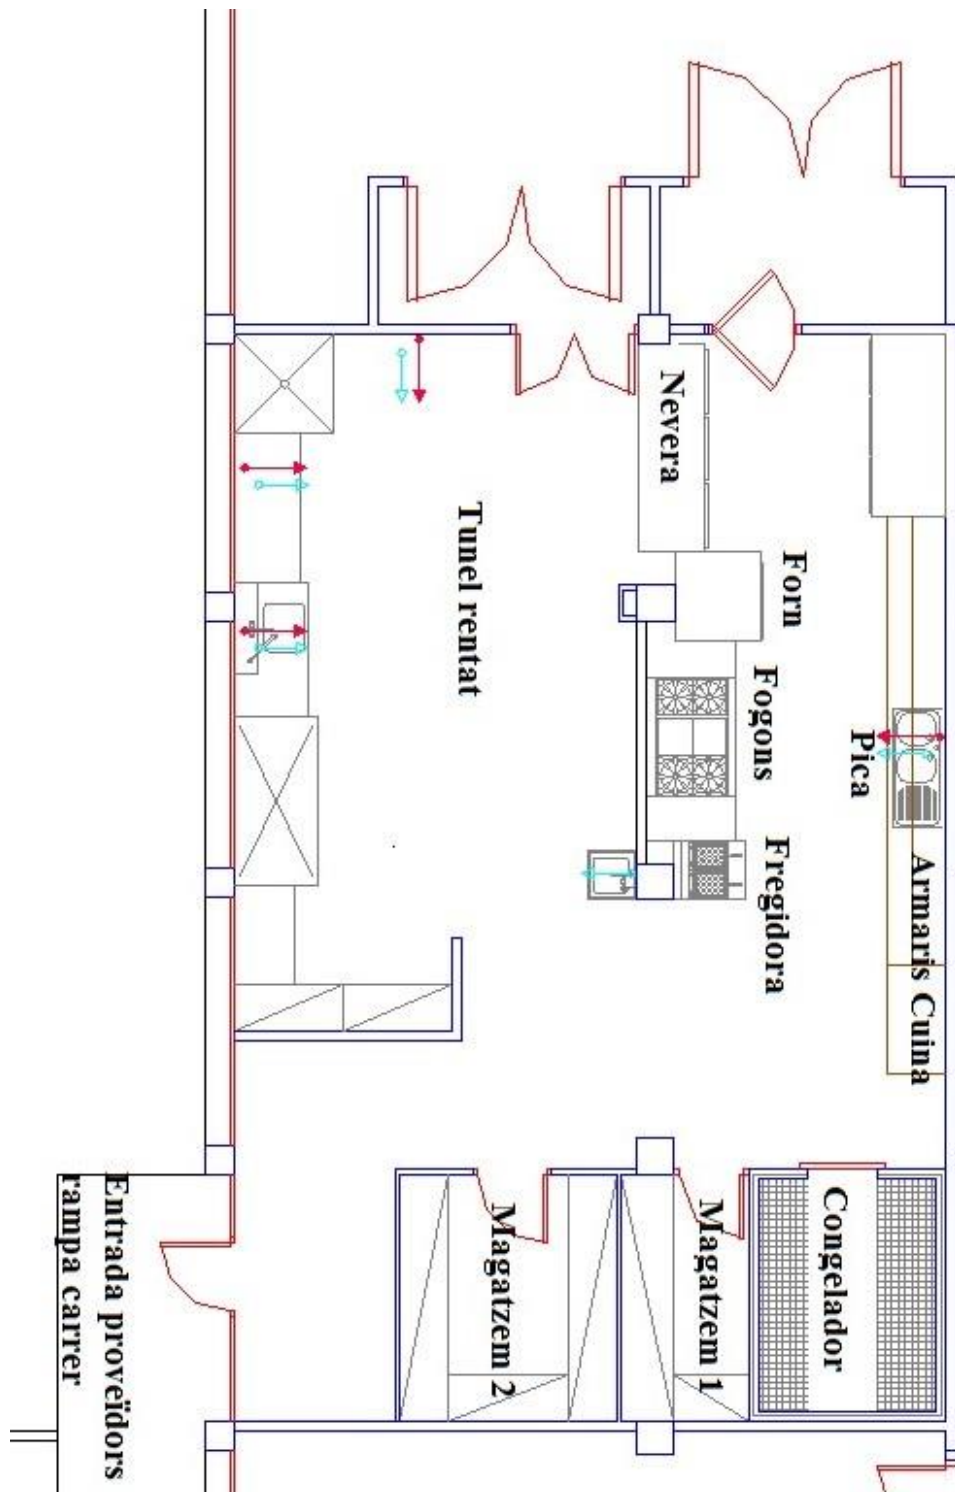 Nevera
Forn
Tunel rentat
Fogons
Pica
Fregidora
Armaris Cuina
Entrada proveïdors
rampa carrer
Magatzem 2
Magatzem 1
Congelador